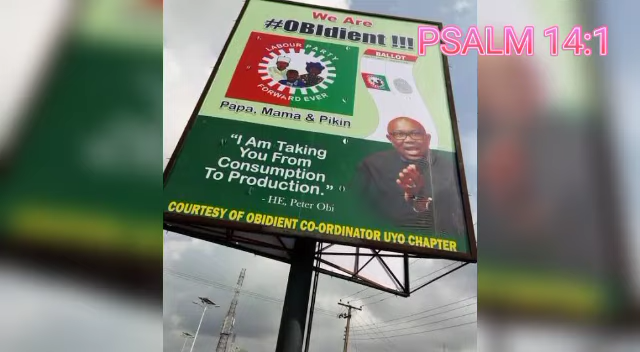 We Are
#OBIdient !!!
PSALM 14:1
LABOUR PARTY
FORWARD EVER
BALLOT
Papa, Mama & Pikin
"I Am Taking
You From
Consumption
To Production."
- HE, Peter Obi
COURTESY OF OBIDIENT CO-ORDINATOR UYO CHAPTER